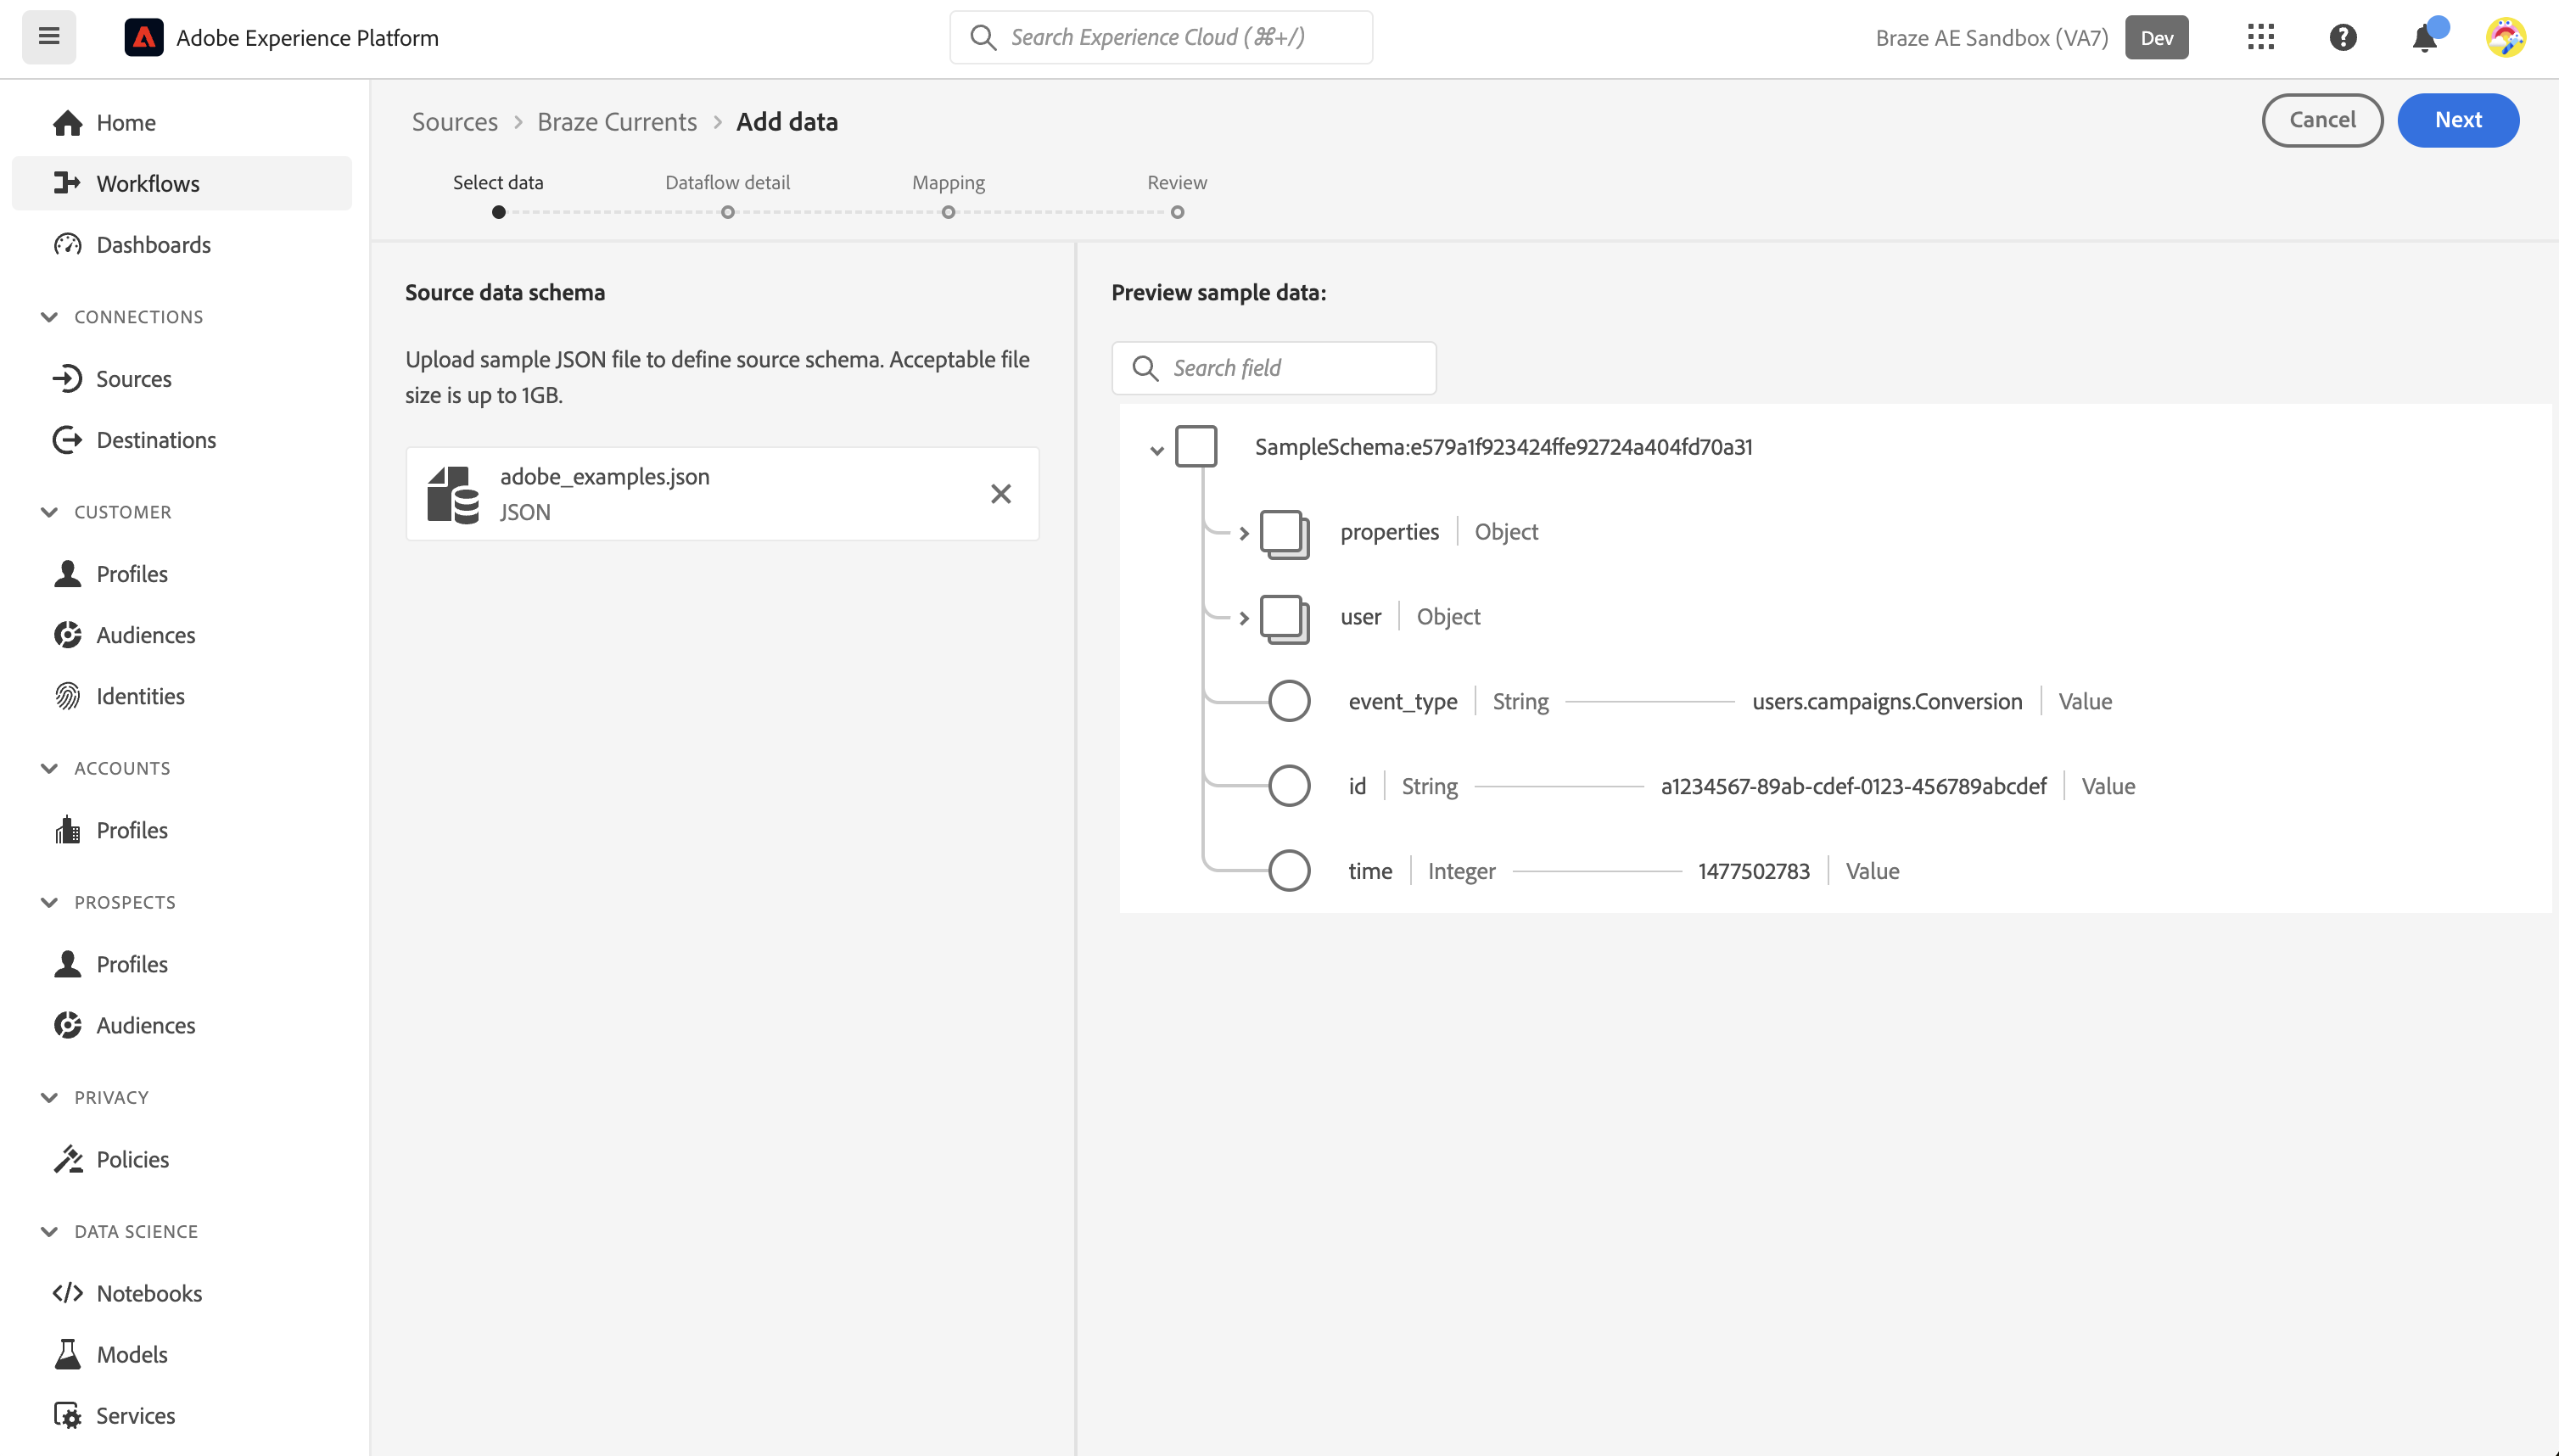 Adobe Experience Platform
Search Experience Cloud (⌘+/)
Braze AE Sandbox (VA7)
Dev
Home
Workflows
Dashboards
CONNECTIONS
Sources
Destinations
CUSTOMER
Profiles
Audiences
Identities
ACCOUNTS
Profiles
PROSPECTS
Profiles
Audiences
PRIVACY
Policies
DATA SCIENCE
Notebooks
Models
Services
Sources > Braze Currents > Add data
Cancel
Next
Select data
Dataflow detail
Mapping
Review
Source data schema
Upload sample JSON file to define source schema. Acceptable file
size is up to 1GB.
adobe_examples.json
JSON
Preview sample data:
Search field
SampleSchema:e579a1f923424ffe92724a404fd70a31
properties | Object
user | Object
event_type | String users.campaigns.Conversion | Value
id | String a1234567-89ab-cdef-0123-456789abcdef | Value
time | Integer 1477502783 | Value